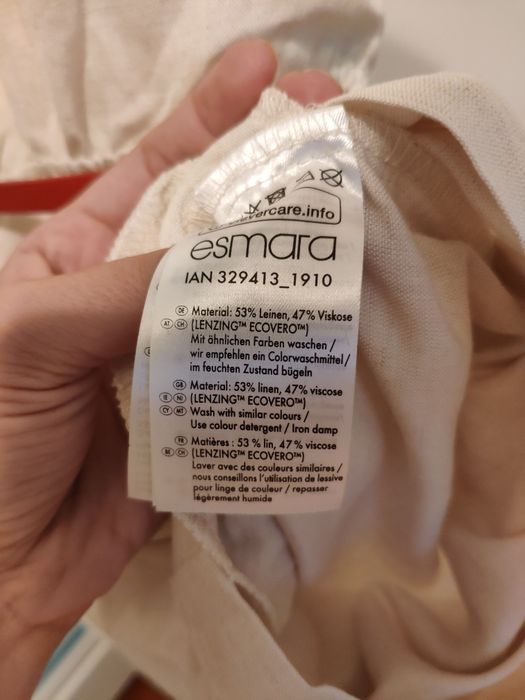 evercare.info
esmara
IAN 329413_1910
DE Material: 53% Leinen, 47% Viskose
AT CH (LENZING™ ECOVERO™)
Mit ähnlichen Farben waschen /
wir empfehlen ein Colorwaschmittel /
im feuchten Zustand bügeln
GB Material: 53% linen, 47% viscose
IE NI (LENZING™ ECOVERO™)
CY MT Wash with similar colours /
Use colour detergent / Iron damp
FR Matières : 53 % lin, 47 % viscose
BE CH (LENZING™ ECOVERO™)
Laver avec des couleurs similaires /
nous conseillons l'utilisation de lessive
pour linge de couleur / repasser
légèrement humide